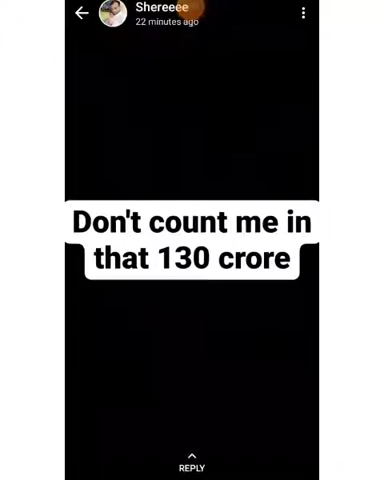 Shereeee
22 minutes ago
Don't count me in
that 130 crore
REPLY